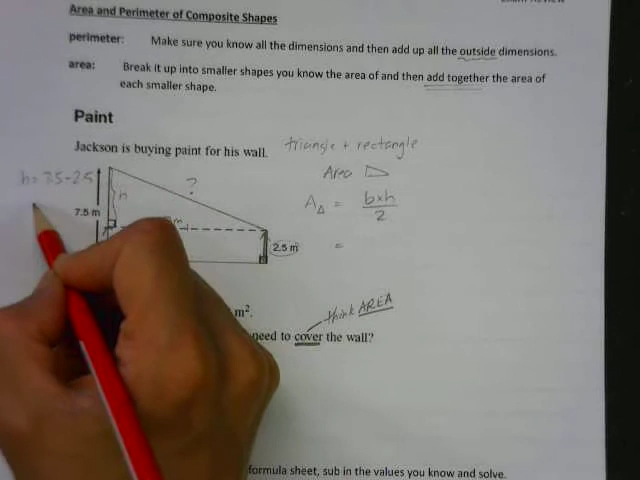 Area and Perimeter of Composite Shapes
perimeter: Make sure you know all the dimensions and then add up all the outside dimensions.
area: Break it up into smaller shapes you know the area of and then add together the area of
each smaller shape.
Paint
Jackson is buying paint for his wall. triangle + rectangle
Area
h = 7.5 - 2.5
h
?
A = b×h
2
7.5 m
m
2.5 m
=
m².
think AREA
need to cover the wall?
formula sheet, sub in the values you know and solve.